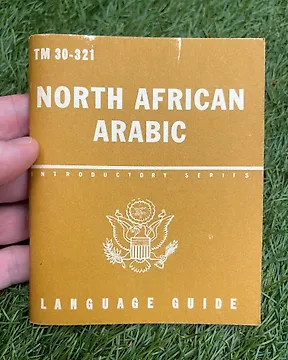 TM 30-321
NORTH AFRICAN
ARABIC
INTRODUCTORY SERIES
LANGUAGE GUIDE